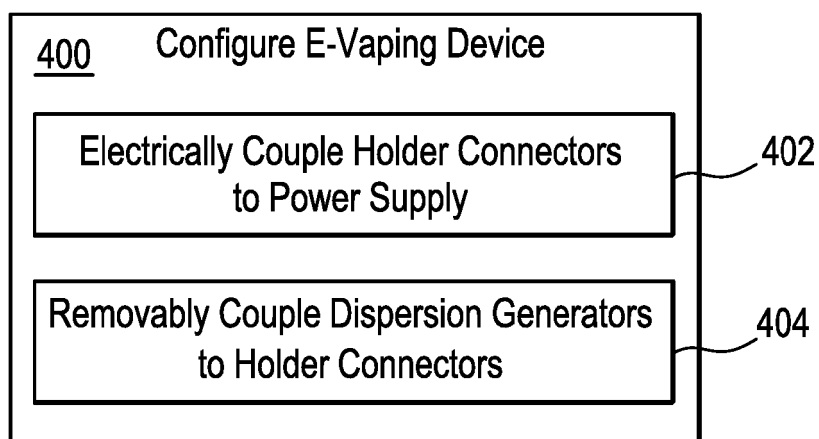 400 Configure E-Vaping Device
Electrically Couple Holder Connectors
to Power Supply
402
Removably Couple Dispersion Generators
to Holder Connectors
404